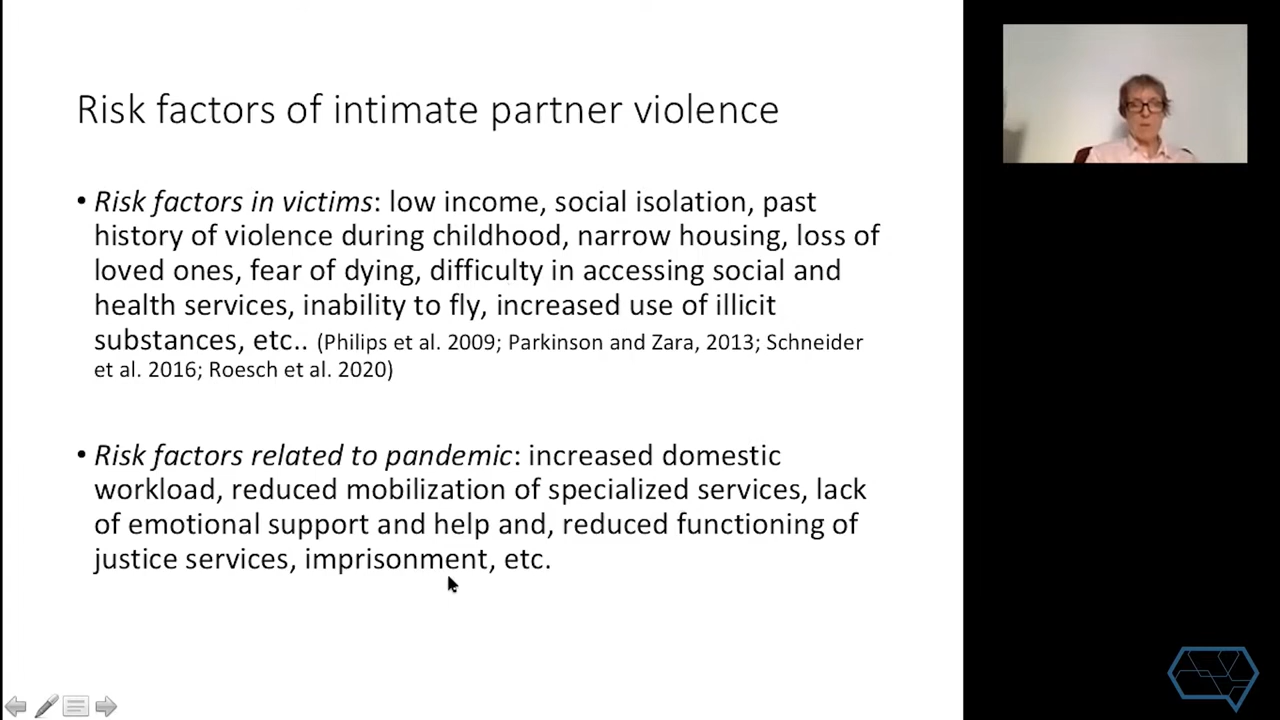 Risk factors of intimate partner violence
• Risk factors in victims: low income, social isolation, past
history of violence during childhood, narrow housing, loss of
loved ones, fear of dying, difficulty in accessing social and
health services, inability to fly, increased use of illicit
substances, etc.. (Philips et al. 2009; Parkinson and Zara, 2013; Schneider
et al. 2016; Roesch et al. 2020)
• Risk factors related to pandemic: increased domestic
workload, reduced mobilization of specialized services, lack
of emotional support and help and, reduced functioning of
justice services, imprisonment, etc.